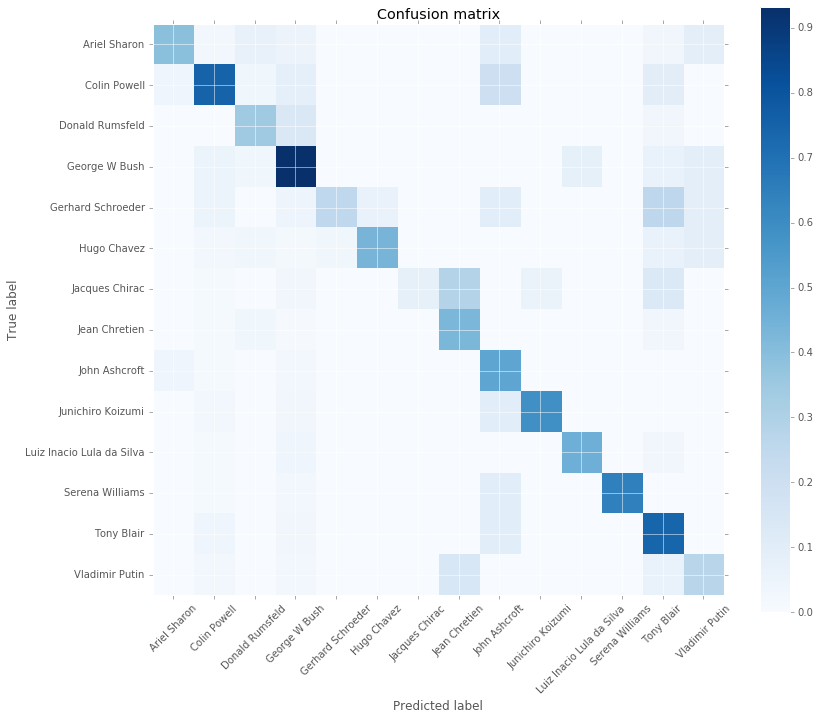 Confusion matrix
Ariel Sharon
Colin Powell
Donald Rumsfeld
George W Bush
Gerhard Schroeder
Hugo Chavez
Jacques Chirac
Jean Chretien
John Ashcroft
Junichiro Koizumi
Luiz Inacio Lula da Silva
Serena Williams
Tony Blair
Vladimir Putin
True label
Ariel Sharon
Colin Powell
Donald Rumsfeld
George W Bush
Gerhard Schroeder
Hugo Chavez
Jacques Chirac
Jean Chretien
John Ashcroft
Junichiro Koizumi
Luiz Inacio Lula da Silva
Serena Williams
Tony Blair
Vladimir Putin
Predicted label
0.9
0.8
0.7
0.6
0.5
0.4
0.3
0.2
0.1
0.0